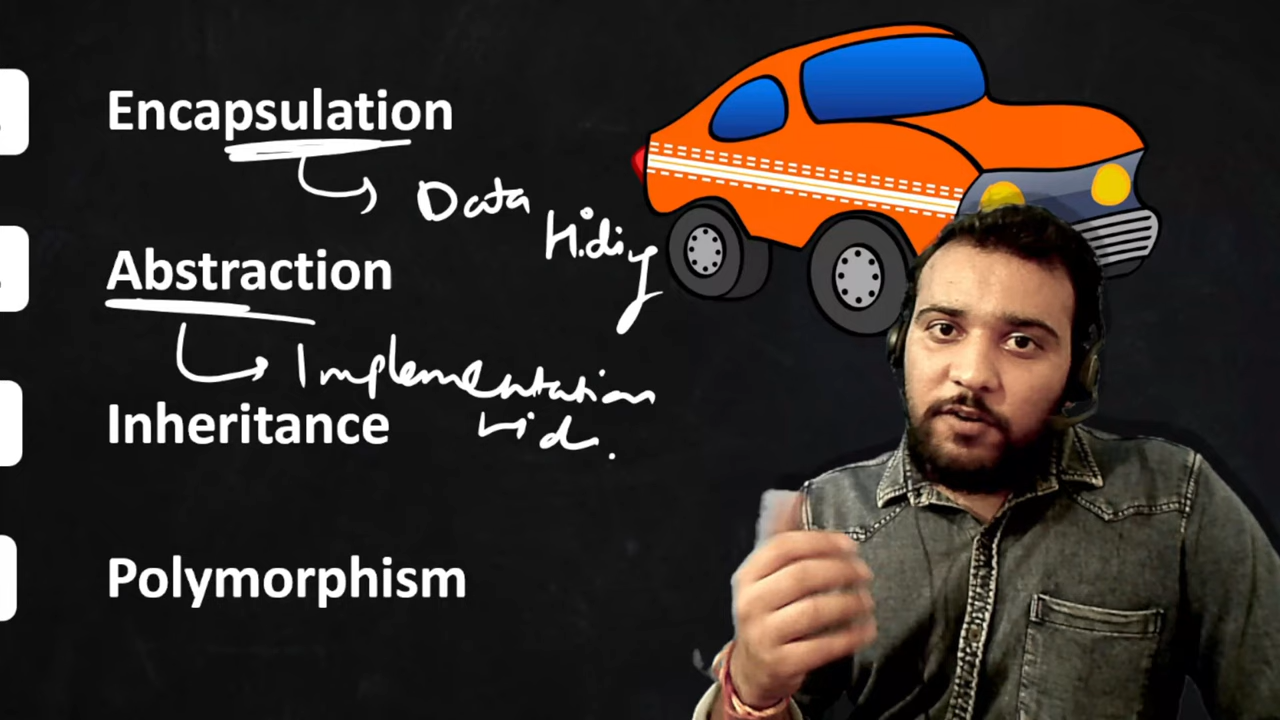 Encapsulation
Data
Hiding
Abstraction
Implementation
Inheritance
Polymorphism